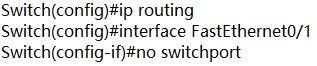 Switch(config)#ip routing
Switch(config)#interface FastEthernet0/1
Switch(config-if)#no switchport